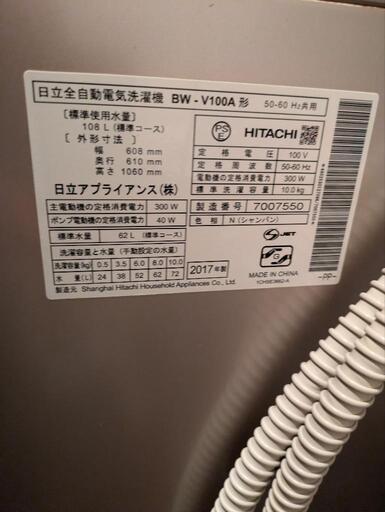 日立全自動電気洗濯機 BW - V100A 形 50-60 Hz共用
[標準使用水量]
108 L (標準コース)
[外形寸法]
幅 608 mm
奥行 610 mm
高さ 1060 mm
日立アプライアンス(株)
PS E HITACHI
定格電圧 100 V
定格周波数 50-60 Hz
電動機の定格消費電力 300 W
標準洗濯容量 10.0kg
主電動機の定格消費電力 300 W
ポンプ電動機の定格消費電力 40 W
製造番号 7007550
色相 N (シャンパン)
標準水量 62 L (標準コース)
洗濯容量と水量 (手動設定の水量)
洗濯容量(kg) 0.5 3.5 6.0 8.0 10.0
水量(L) 24 38 52 62 72
2017年製
S JET
G
MADE IN CHINA
製造元 Shanghai Hitachi Household Appliances Co., Ltd.
-PP-